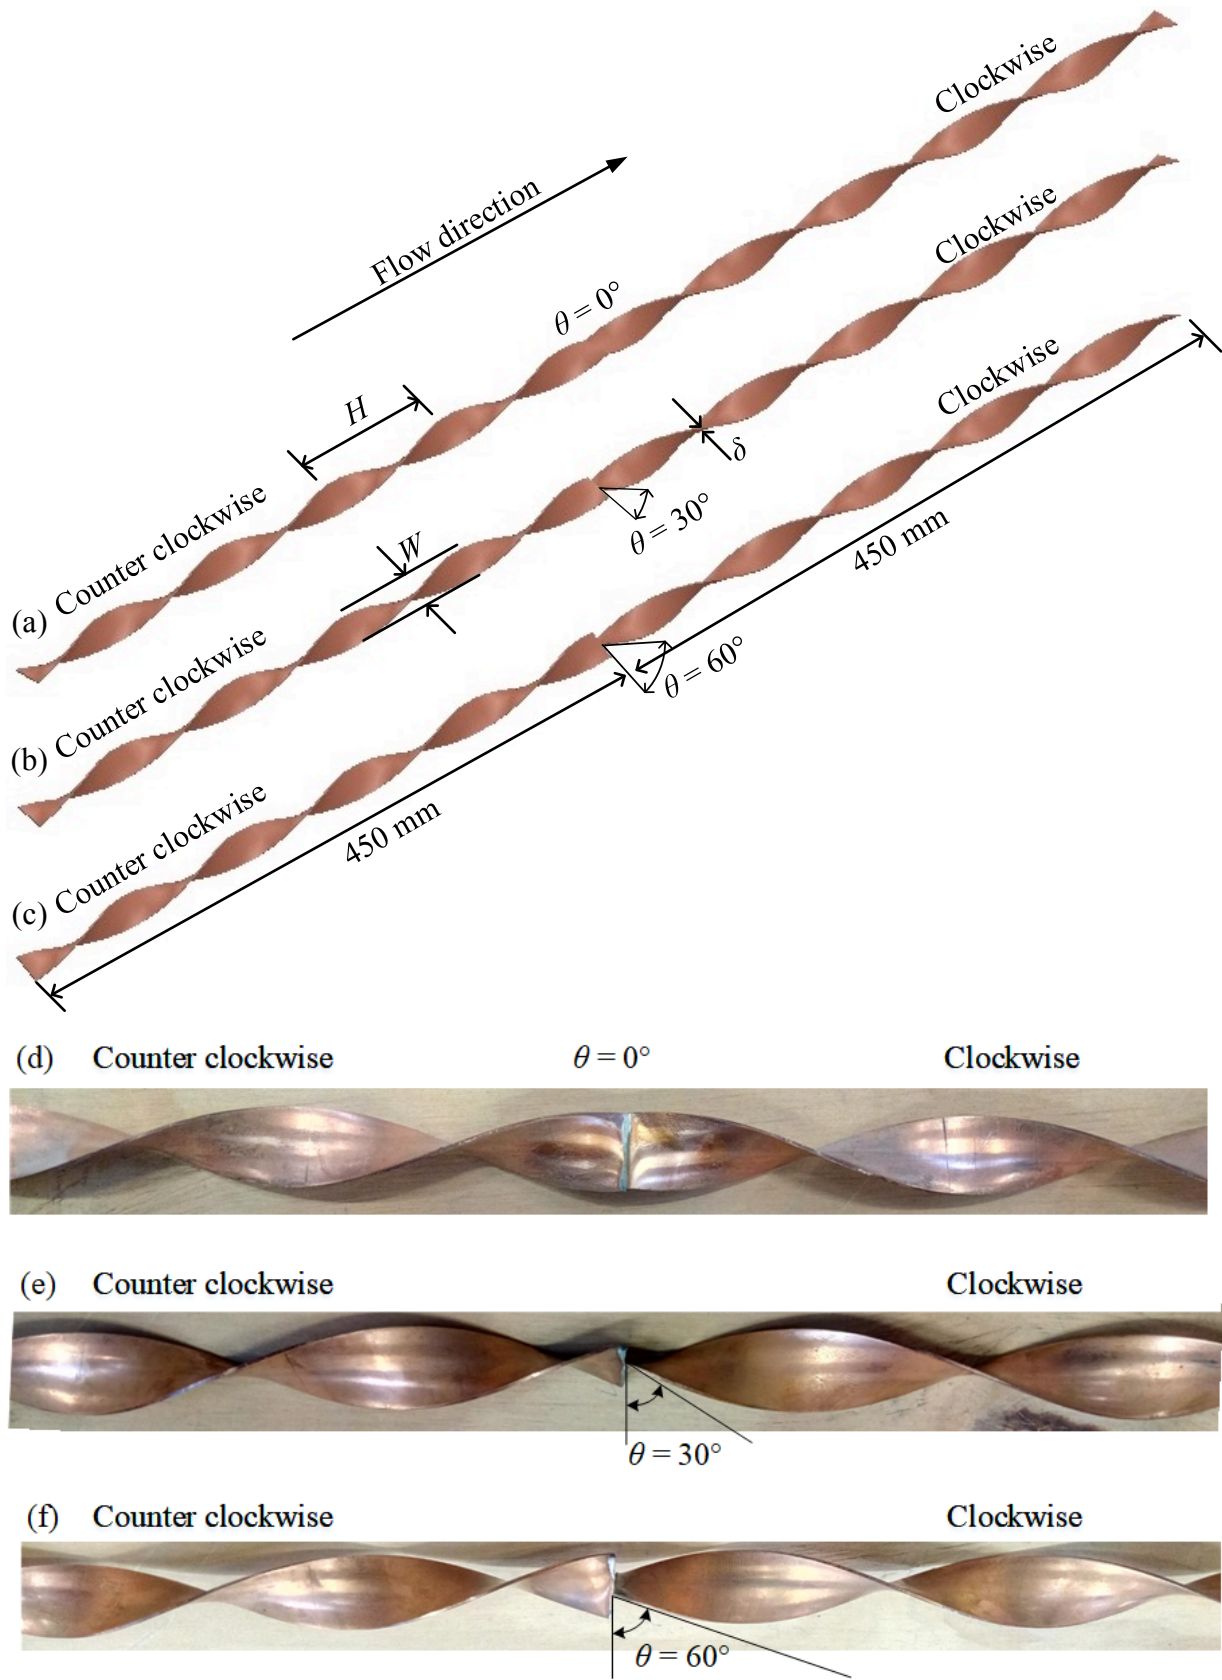 Clockwise
Flow direction
Clockwise
θ = 0°
H
Clockwise
δ
Counter clockwise
θ = 30°
W
450 mm
(a)
Counter clockwise
θ = 60°
(b)
Counter clockwise
450 mm
(c)
(d) Counter clockwise θ = 0° Clockwise
(e) Counter clockwise Clockwise
θ = 30°
(f) Counter clockwise Clockwise
θ = 60°